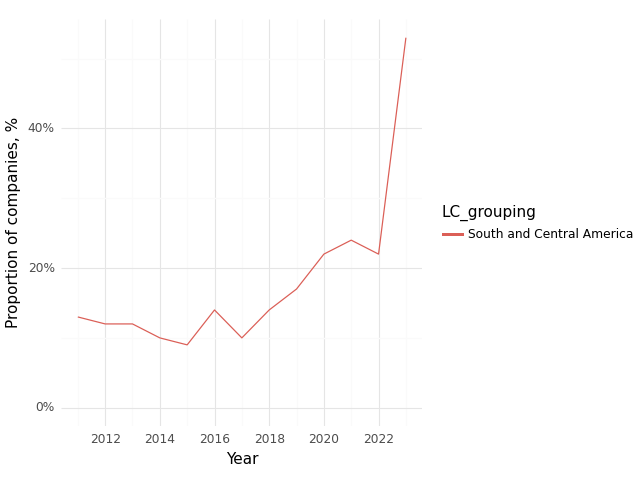 Proportion of companies, %
40%
20%
0%
2012 2014 2016 2018 2020 2022
Year
LC_grouping
South and Central America